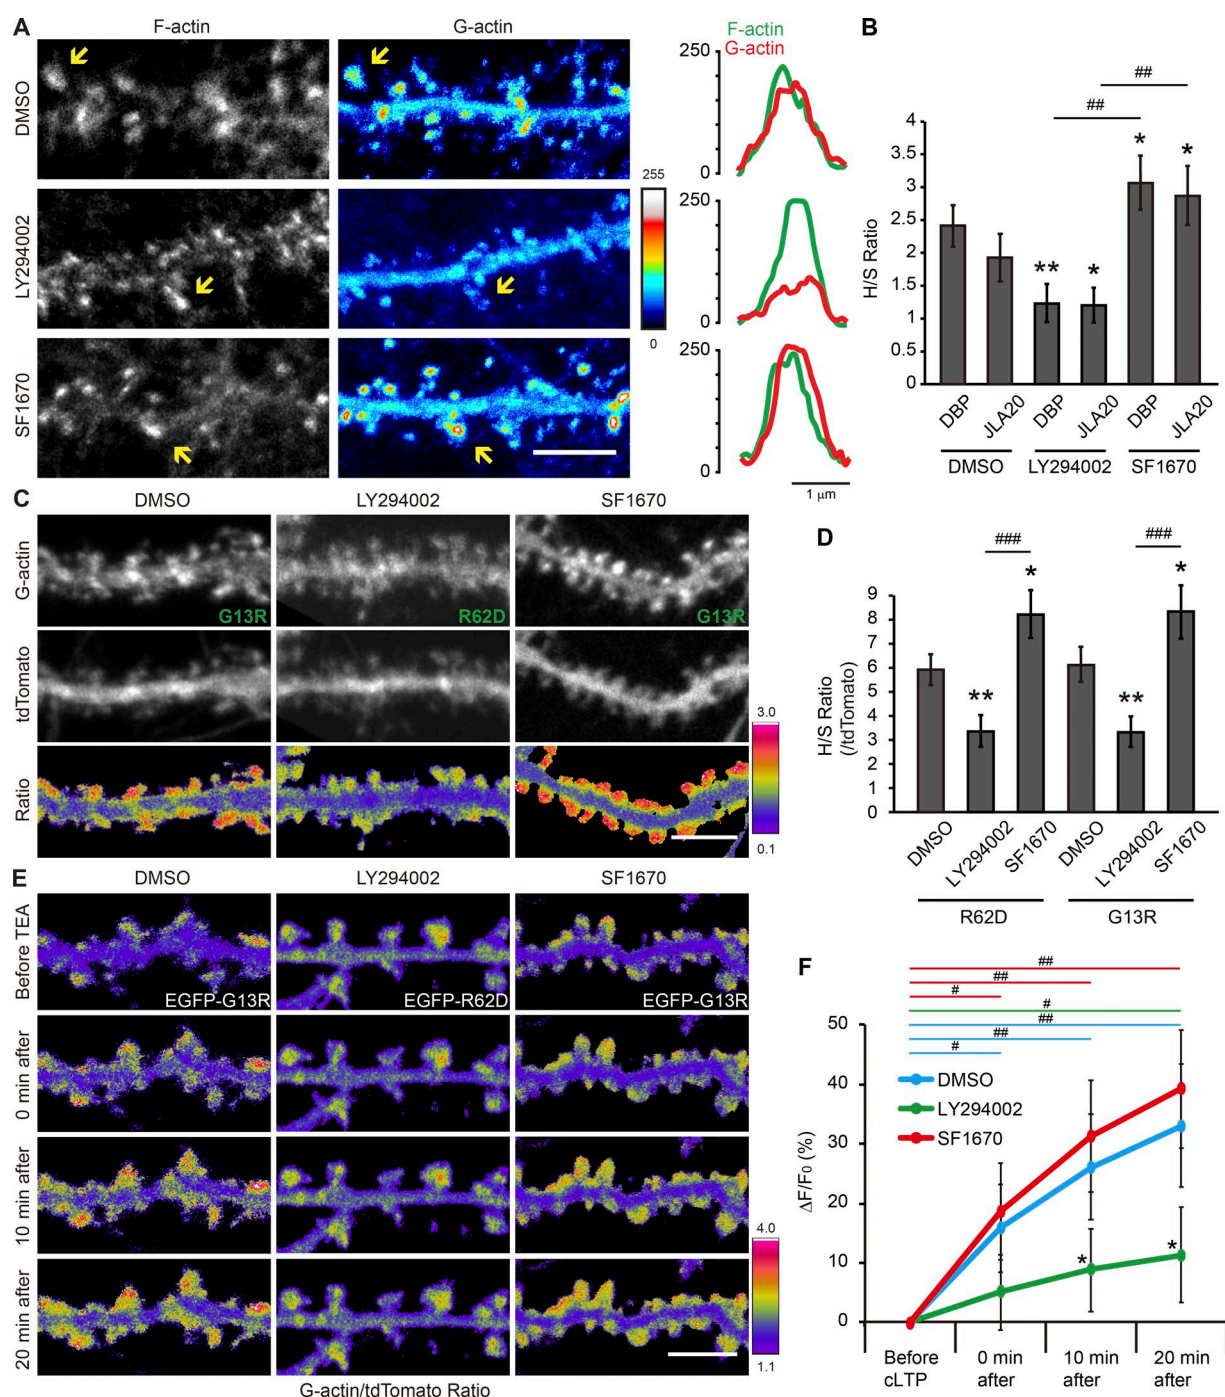 A
F-actin
G-actin
F-actin
G-actin
DMSO
LY294002
SF1670
255
0
250
0
250
0
250
0
1 μm
B
H/S Ratio
4
3.5
3
2.5
2
1.5
1
0.5
0
**
*
*
*
##
##
DBP
JLA20
DBP
JLA20
DBP
JLA20
DMSO
LY294002
SF1670
C
DMSO
LY294002
SF1670
G-actin
G13R
R62D
G13R
tdTomato
Ratio
3.0
0.1
D
H/S Ratio
(/tdTomato)
9
8
7
6
5
4
3
2
1
0
###
###
**
*
**
*
DMSO
LY294002
SF1670
DMSO
LY294002
SF1670
R62D
G13R
E
DMSO
LY294002
SF1670
Before TEA
EGFP-G13R
EGFP-R62D
EGFP-G13R
0 min after
10 min after
20 min after
4.0
1.1
G-actin/tdTomato Ratio
F
##
##
#
#
##
##
#
ΔF/F₀ (%)
50
40
30
20
10
0
DMSO
LY294002
SF1670
*
*
Before
cLTP
0 min
after
10 min
after
20 min
after